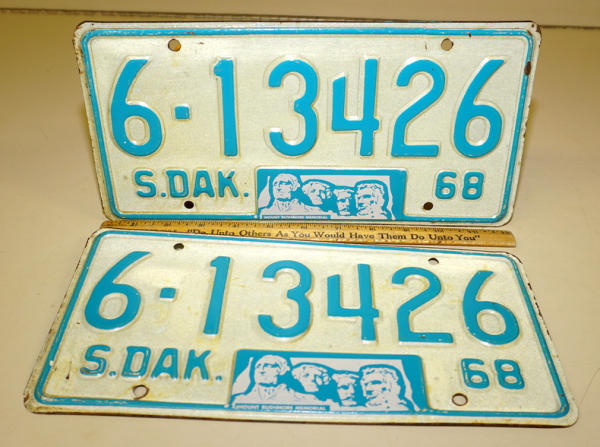 6-13426
S.DAK. 68
MOUNT RUSHMORE MEMORIAL
"Do Unto Others As You Would Have Them Do Unto You"
6-13426
S.DAK. 68
MOUNT RUSHMORE MEMORIAL